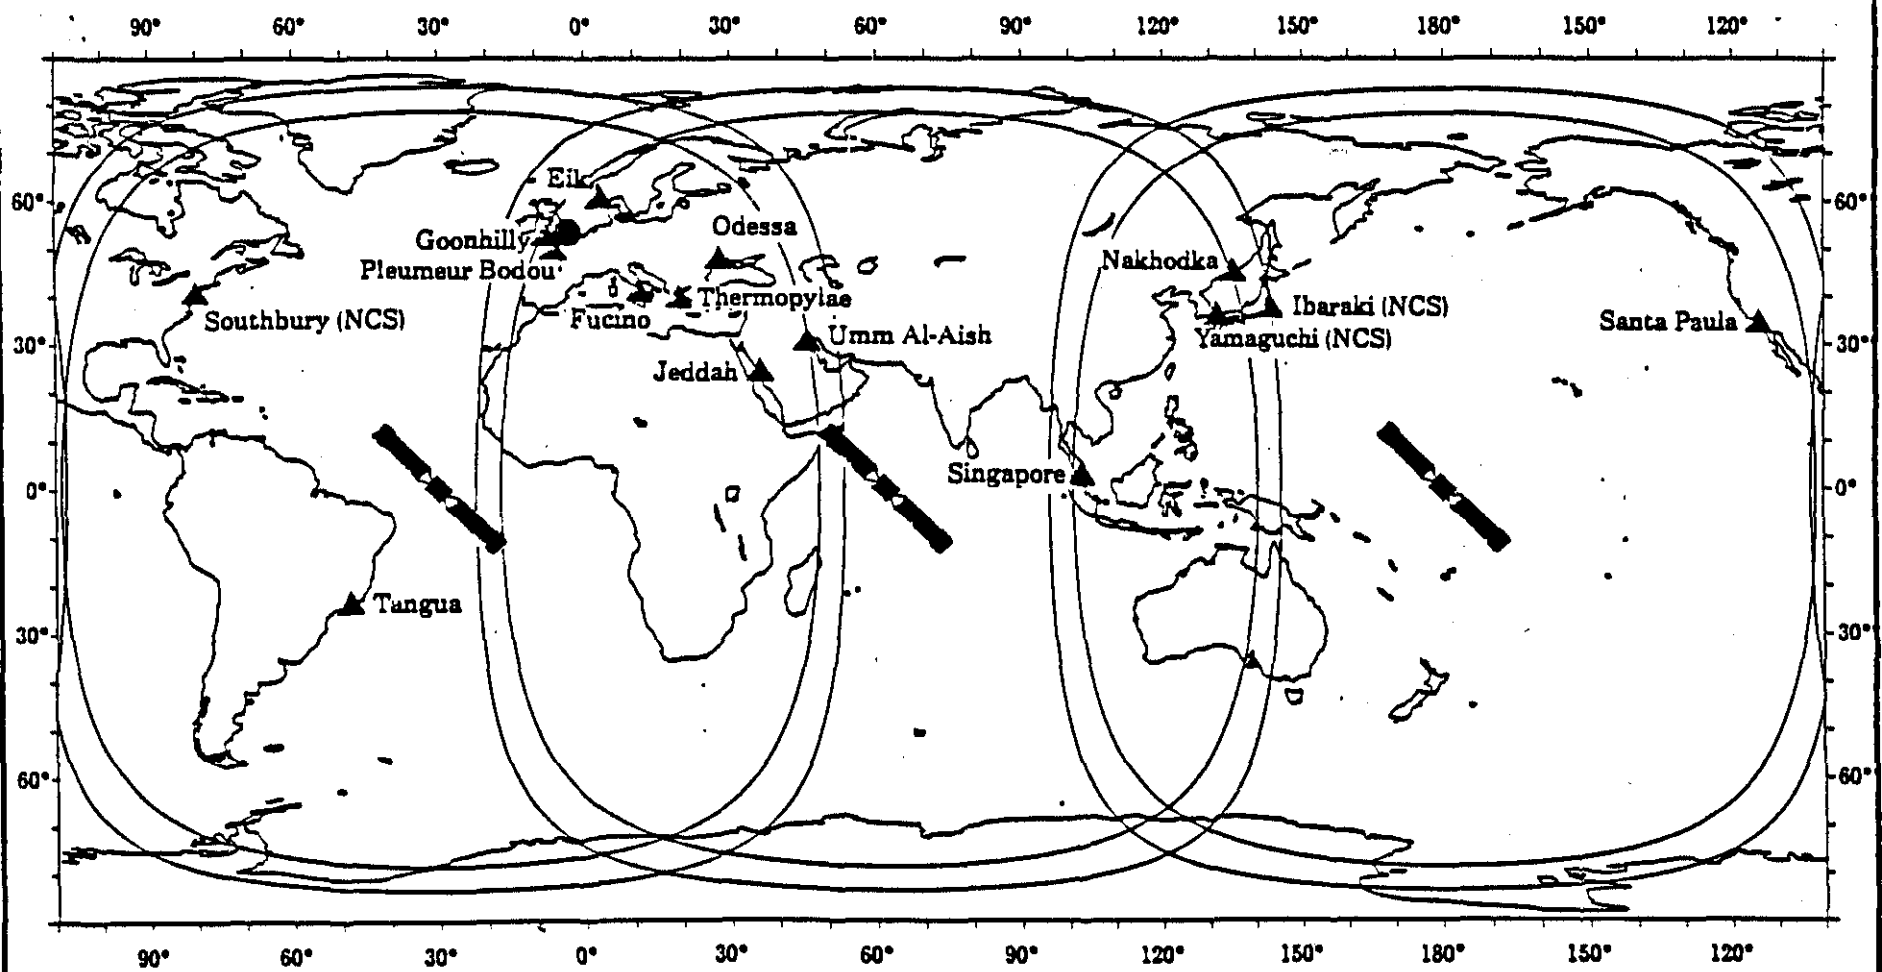 90° 60° 30° 0° 30° 60° 90° 120° 150° 180° 150° 120°
Eik
60° 60°
Odessa
Goonhilly
Pleumeur Bodou
Nakhodka
Thermopylae
Fucino
Ibaraki (NCS)
Southbury (NCS)
Santa Paula
Umm Al-Aish
Yamaguchi (NCS)
30° 30°
Jeddah
Singapore
0° 0°
Tangua
30° 30°
60° 60°
90° 60° 30° 0° 30° 60° 90° 120° 150° 180° 150° 120°